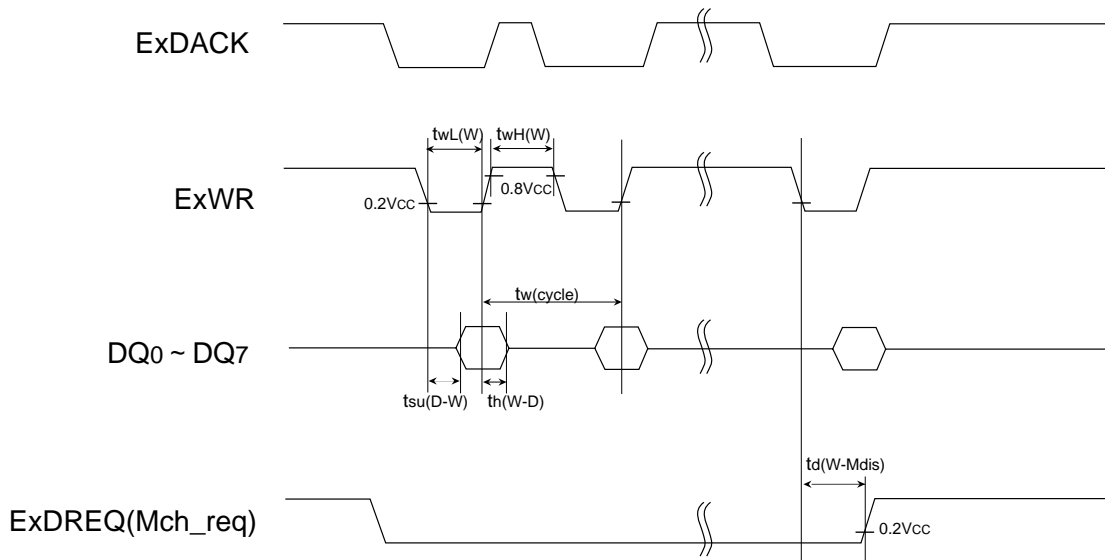 ExDACK
twL(W) twH(W)
ExWR
0.2VCC
0.8VCC
tw(cycle)
DQ0 ~ DQ7
tsu(D-W) th(W-D)
td(W-Mdis)
ExDREQ(Mch_req)
0.2VCC